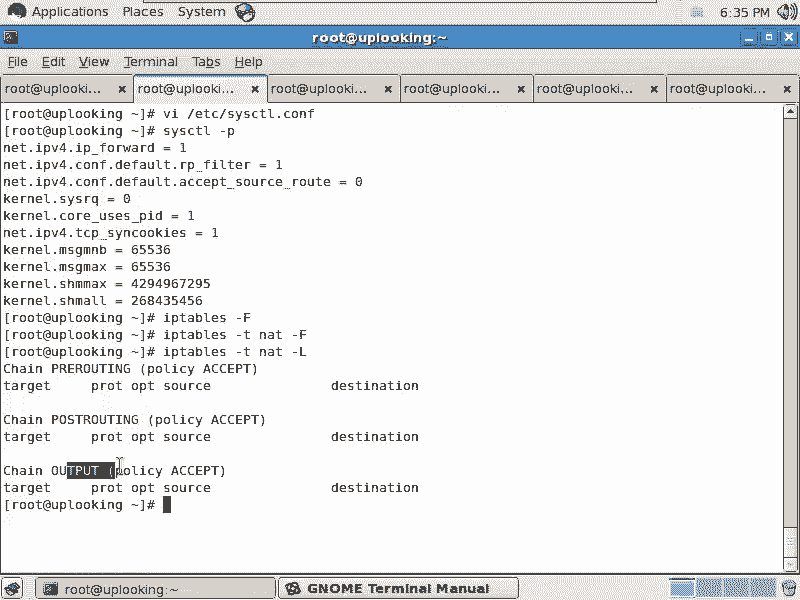 Applications Places System 6:35 PM
root@uplooking:~
File Edit View Terminal Tabs Help
root@uplooki... root@uplooki... root@uplooki... root@uplooki... root@uplooki... root@uplooki...
[root@uplooking ~]# vi /etc/sysctl.conf
[root@uplooking ~]# sysctl -p
net.ipv4.ip_forward = 1
net.ipv4.conf.default.rp_filter = 1
net.ipv4.conf.default.accept_source_route = 0
kernel.sysrq = 0
kernel.core_uses_pid = 1
net.ipv4.tcp_syncookies = 1
kernel.msgmnb = 65536
kernel.msgmax = 65536
kernel.shmmax = 4294967295
kernel.shmall = 268435456
[root@uplooking ~]# iptables -F
[root@uplooking ~]# iptables -t nat -F
[root@uplooking ~]# iptables -t nat -L
Chain PREROUTING (policy ACCEPT)
target prot opt source destination
Chain POSTROUTING (policy ACCEPT)
target prot opt source destination
Chain OUTPUT (policy ACCEPT)
target prot opt source destination
[root@uplooking ~]#
root@uplooking:~ GNOME Terminal Manual